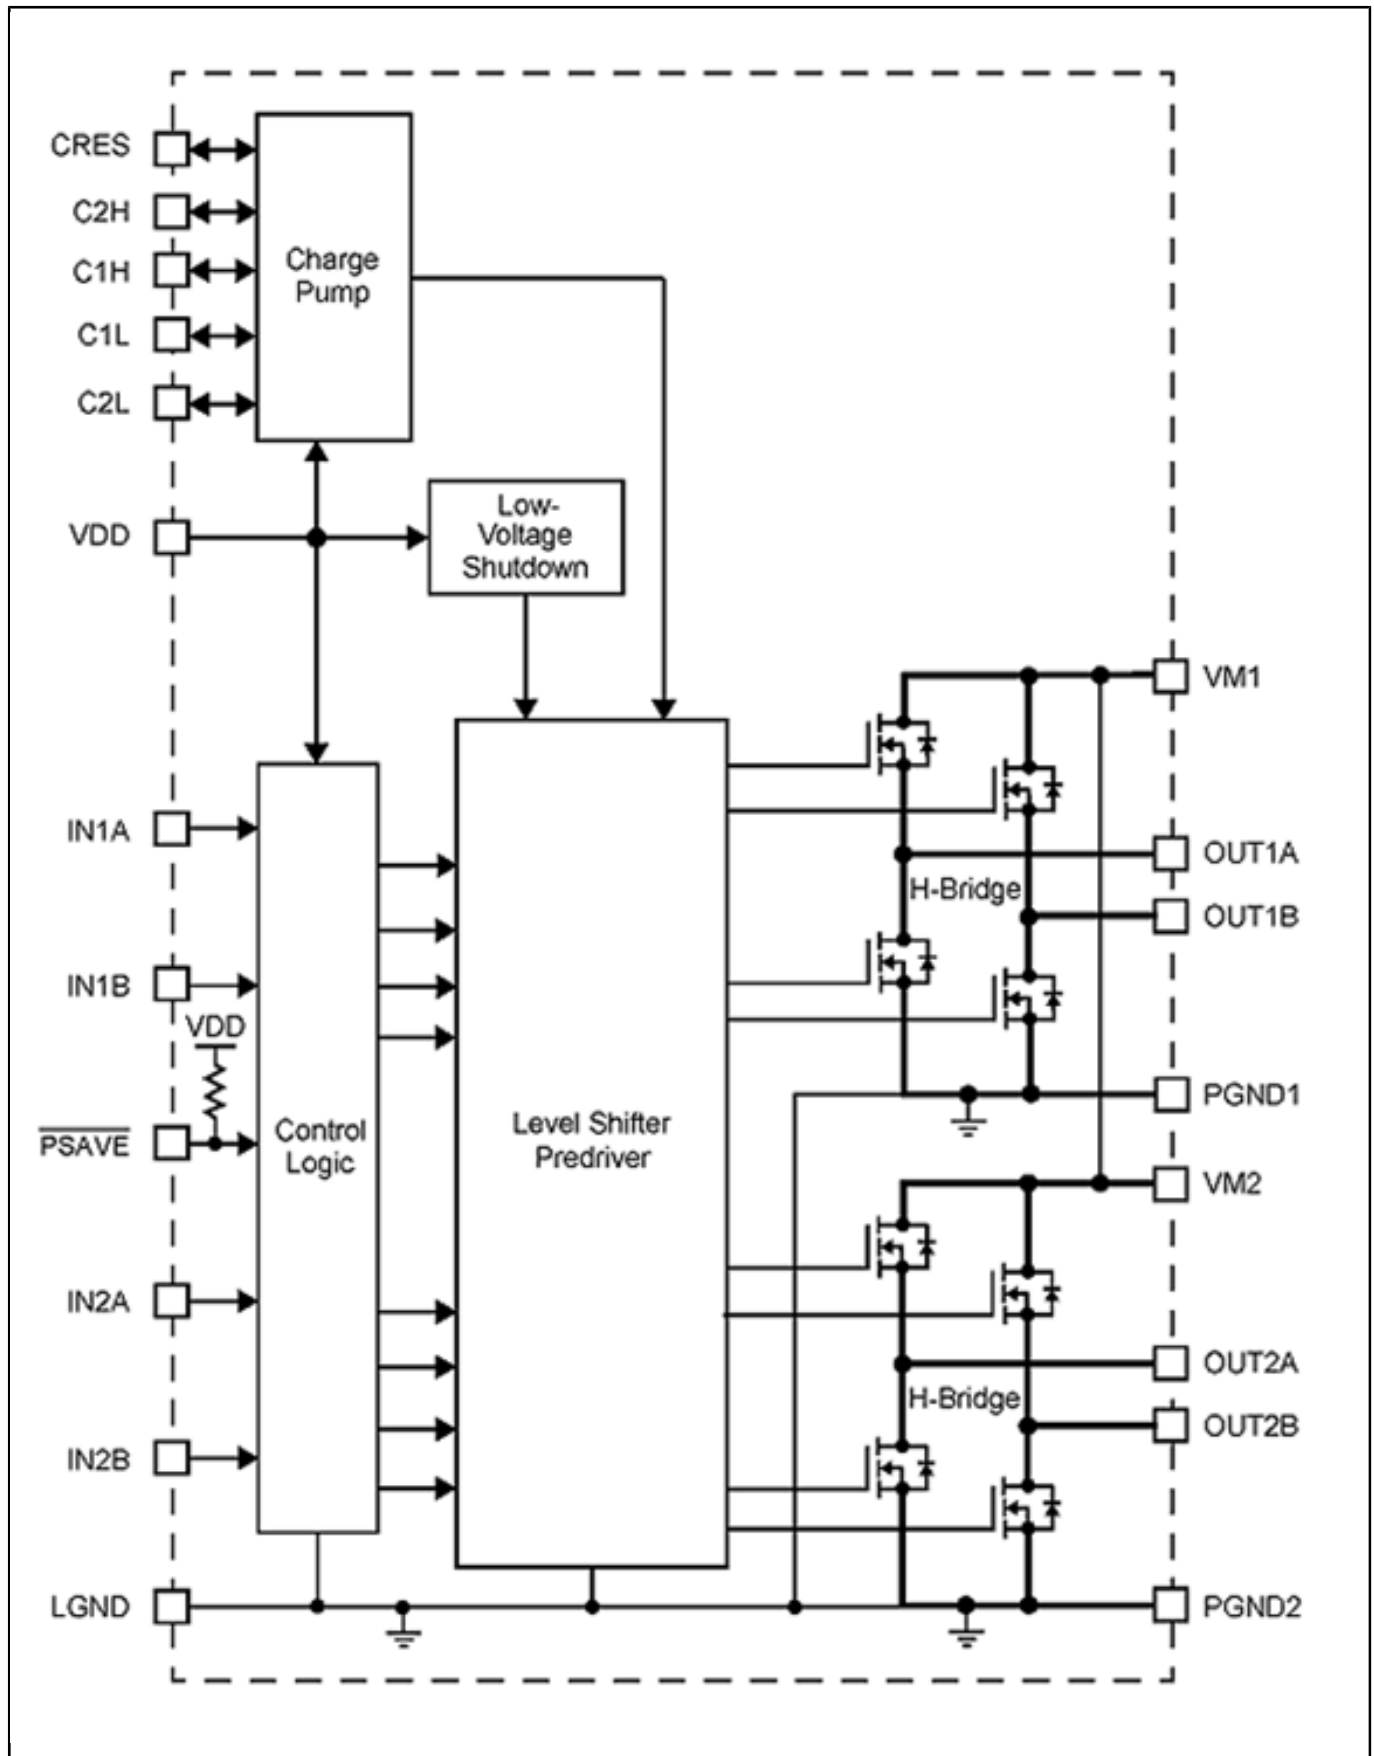 CRES
C2H
C1H
C1L
C2L
Charge
Pump
VDD
Low-
Voltage
Shutdown
VM1
IN1A
OUT1A
H-Bridge
OUT1B
IN1B
VDD
PGND1
PSAVE
Control
Logic
Level Shifter
Predriver
VM2
IN2A
OUT2A
H-Bridge
OUT2B
IN2B
LGND
PGND2